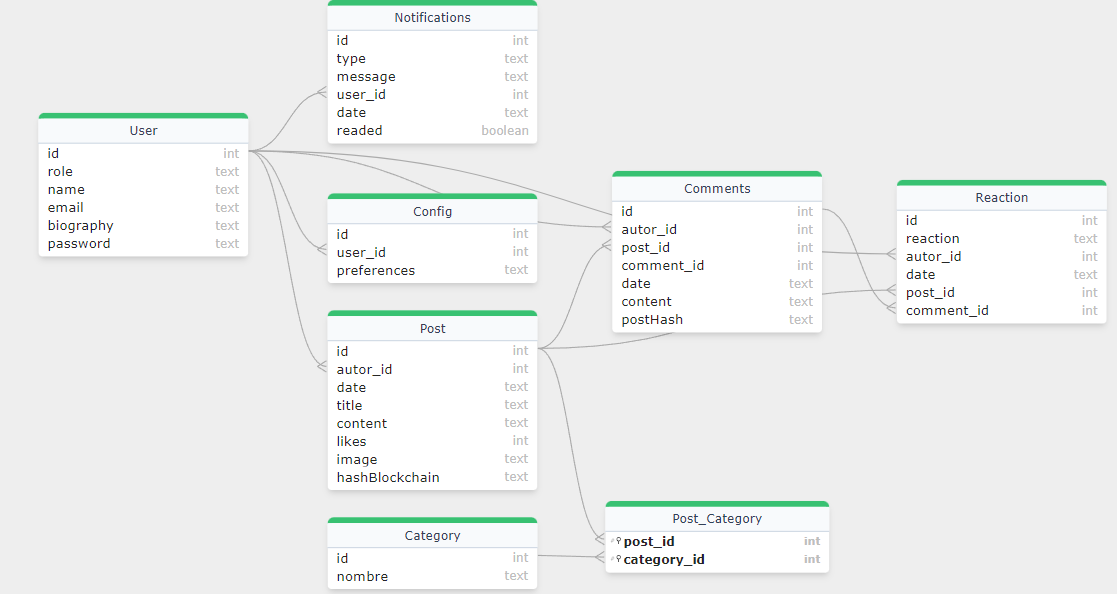 Notifications
id int
type text
message text
user_id int
date text
readed boolean
User
id int
role text
name text
email text
biography text
password text
Config
id int
user_id int
preferences text
Comments
id int
autor_id int
post_id int
comment_id int
date text
content text
postHash text
Reaction
id int
reaction text
autor_id int
date text
post_id int
comment_id int
Post
id int
autor_id int
date text
title text
content text
likes int
image text
hashBlockchain text
Category
id int
nombre text
Post_Category
post_id int
category_id int